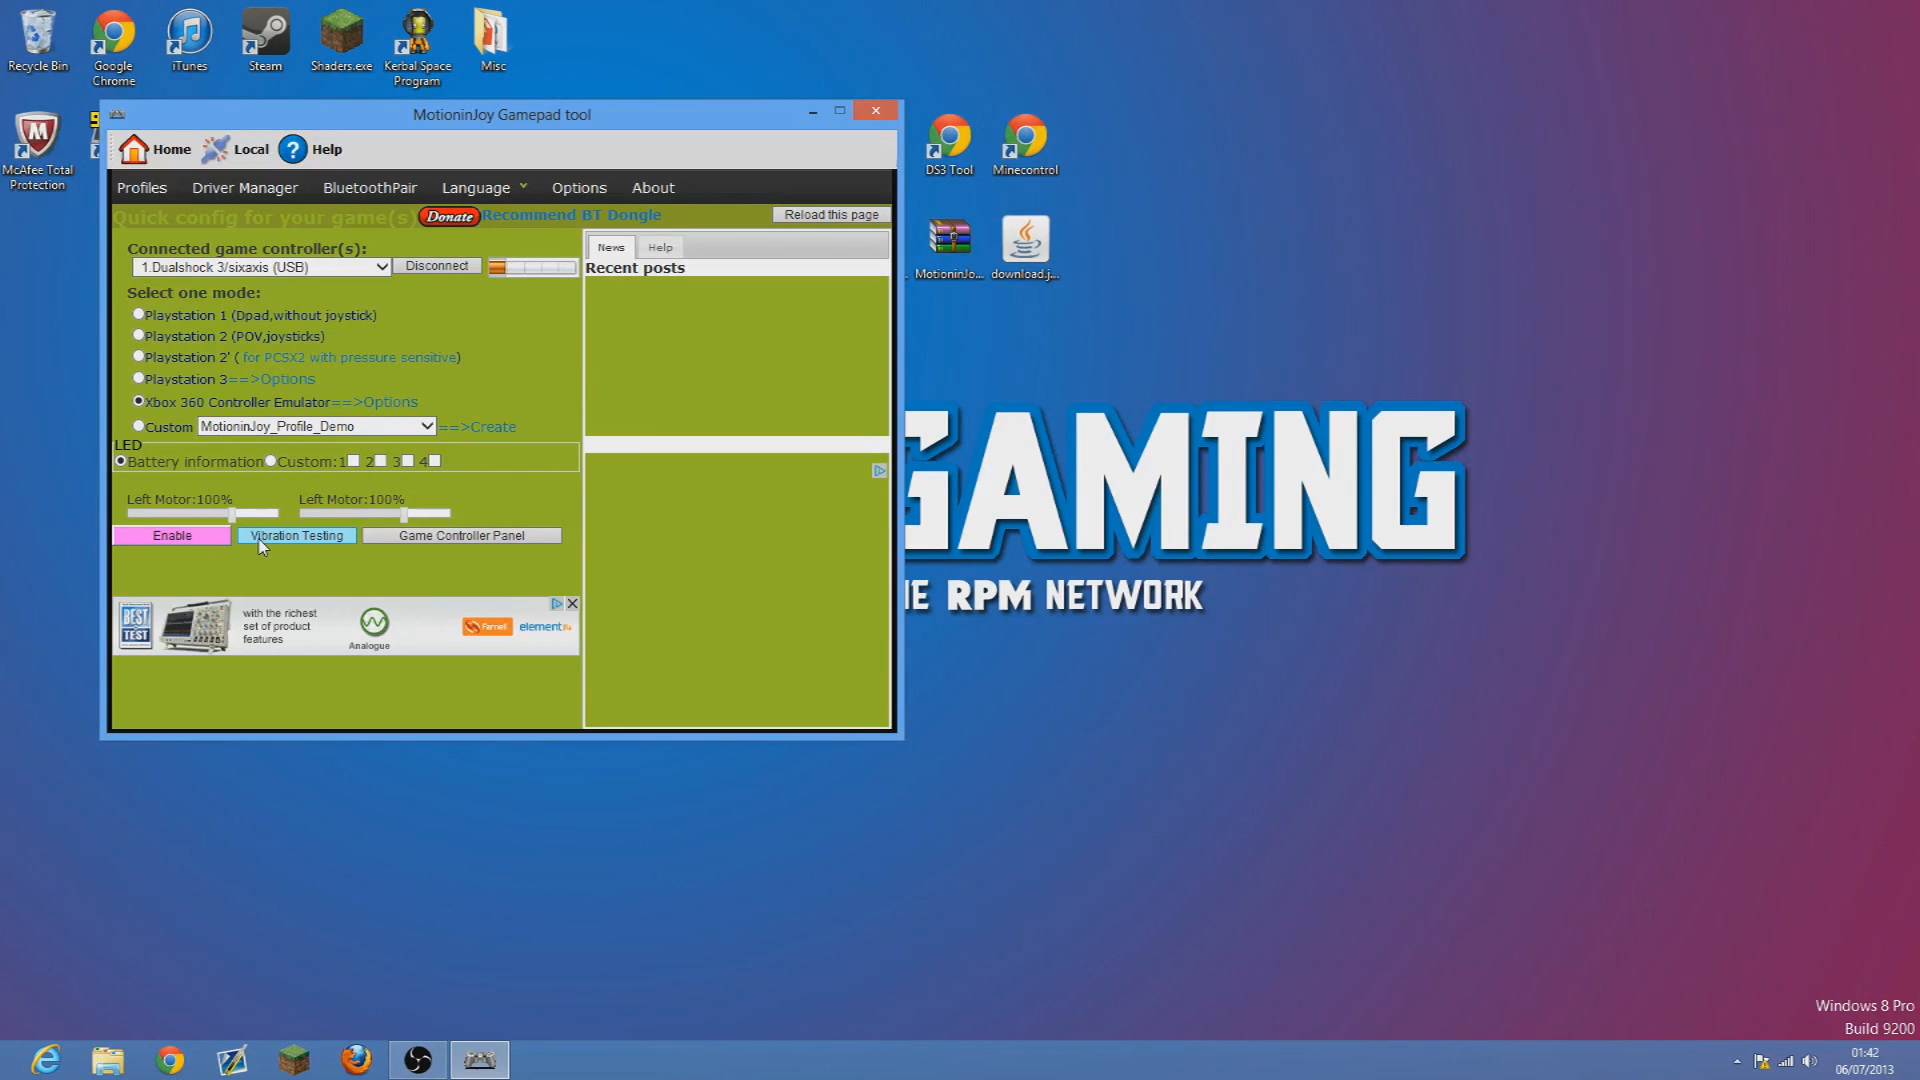 Recycle Bin
Google Chrome
iTunes
Steam
Shaders.exe
Kerbal Space Program
Misc
McAfee Total Protection
MotioninJoy Gamepad tool
Home Local Help
Profiles Driver Manager BluetoothPair Language Options About
Quick config for your game(s) Donate Recommend BT Dongle Reload this page
Connected game controller(s):
1.Dualshock 3/sixaxis (USB) Disconnect
Select one mode:
Playstation 1 (Dpad,without joystick)
Playstation 2 (POV,joysticks)
Playstation 2' ( for PCSX2 with pressure sensitive)
Playstation 3==>Options
Xbox 360 Controller Emulator==>Options
Custom MotioninJoy_Profile_Demo ==>Create
LED
Battery information Custom:1 2 3 4
Left Motor:100% Left Motor:100%
Enable Vibration Testing Game Controller Panel
BEST TEST
with the richest
set of product
features
Analogue
Farnell element14
News Help
Recent posts
DS3 Tool
Minecontrol
MotioninJo...
download.j...
GAMING
RPM NETWORK
Windows 8 Pro
Build 9200
01:42
06/07/2013